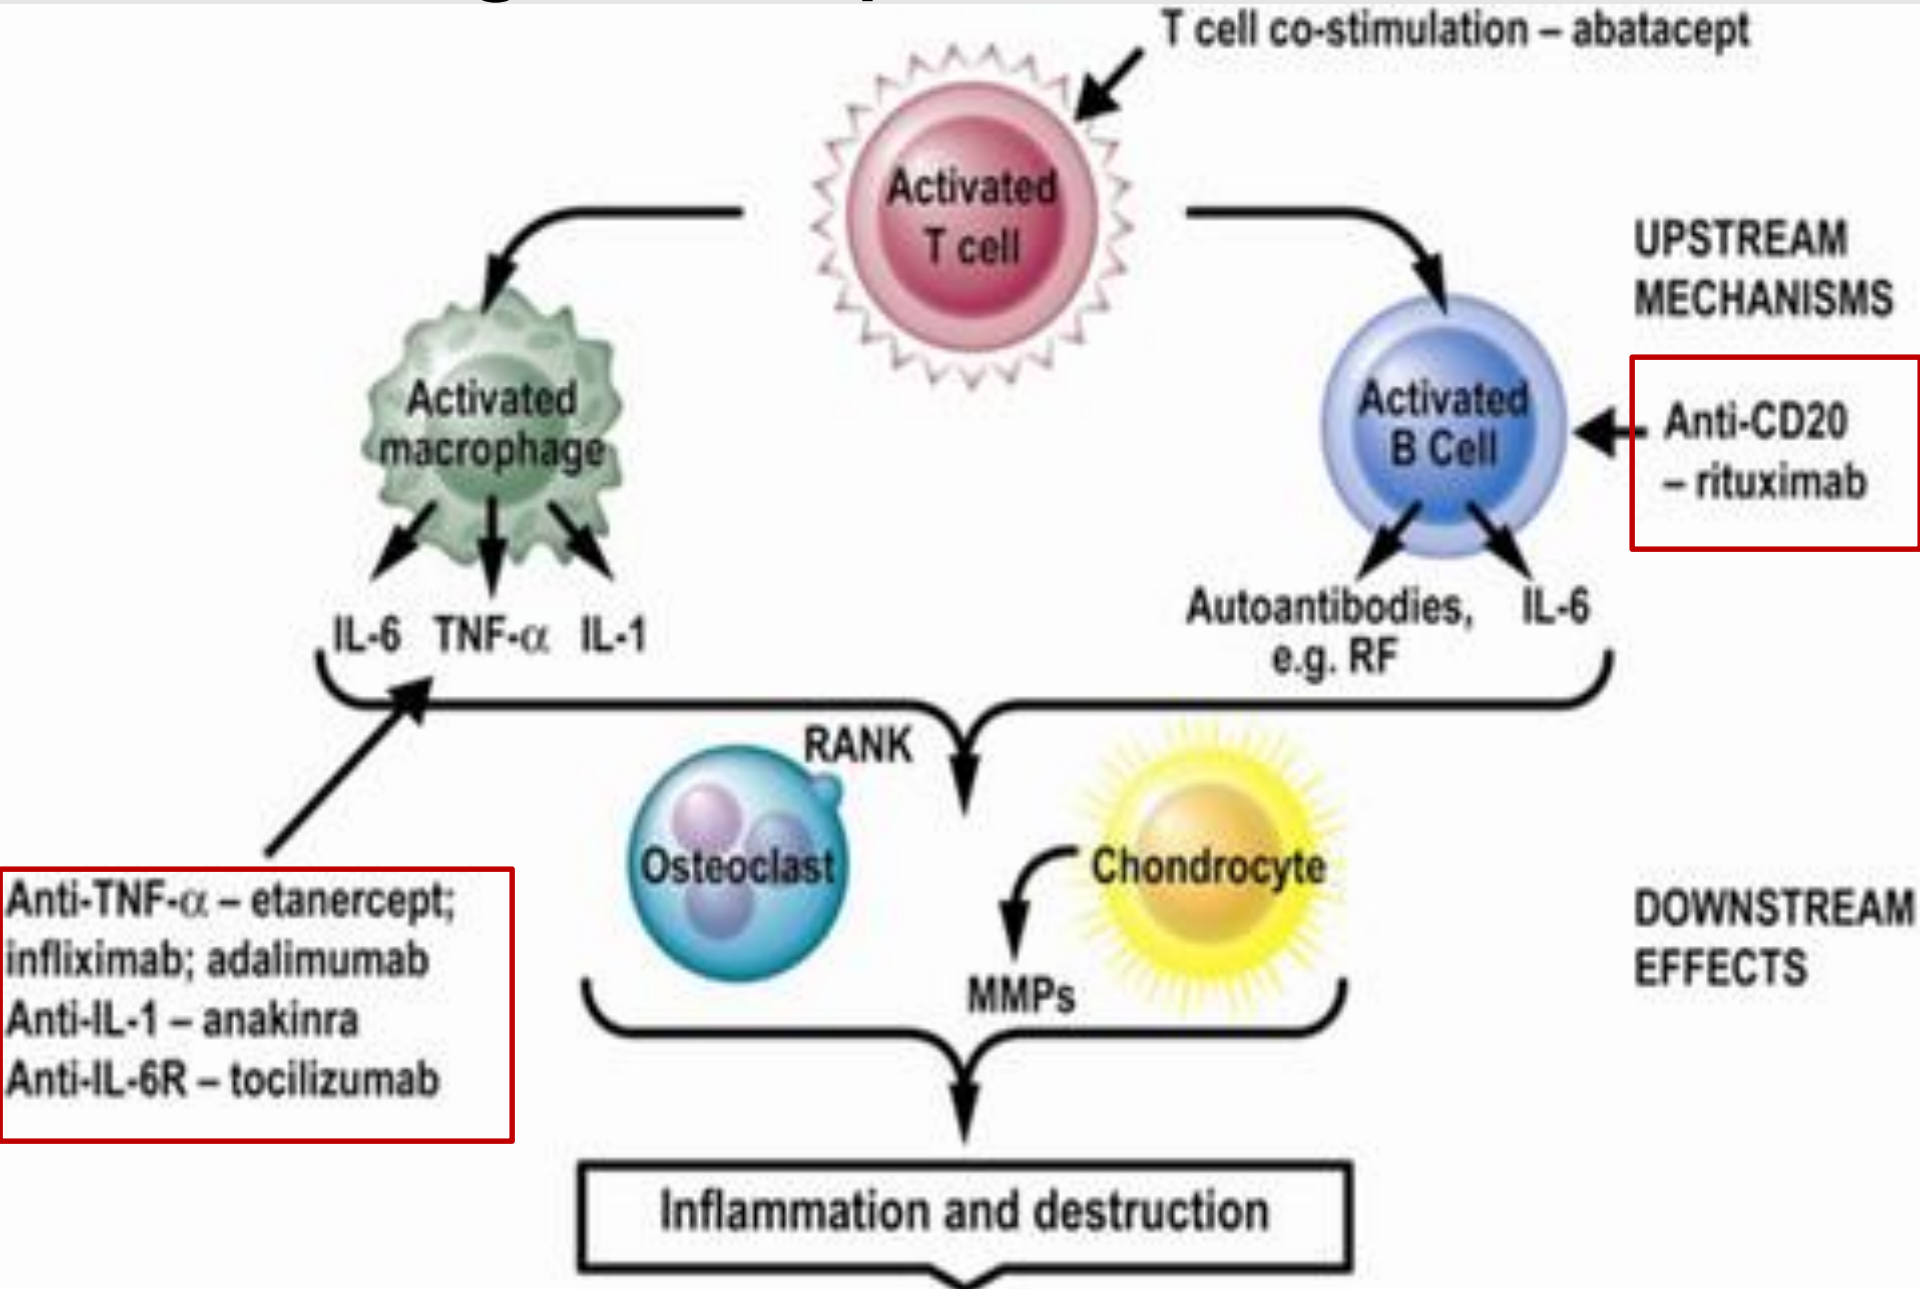 T cell co-stimulation – abatacept
Activated
T cell
UPSTREAM
MECHANISMS
Activated
macrophage
Activated
B Cell
Anti-CD20
– rituximab
IL-6 TNF-α IL-1
Autoantibodies,
e.g. RF
IL-6
RANK
Osteoclast
Chondrocyte
MMPs
Anti-TNF-α – etanercept;
infliximab; adalimumab
Anti-IL-1 – anakinra
Anti-IL-6R – tocilizumab
DOWNSTREAM
EFFECTS
Inflammation and destruction